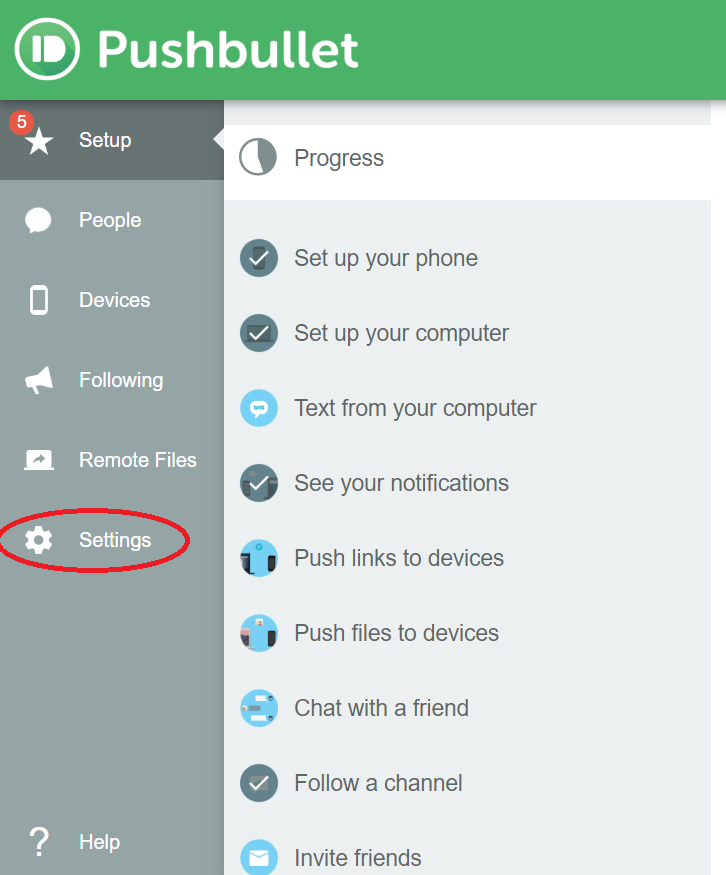 Pushbullet
5
Setup
People
Devices
Following
Remote Files
Settings
Help
Progress
Set up your phone
Set up your computer
SMS
Text from your computer
See your notifications
Push links to devices
Push files to devices
Chat with a friend
Follow a channel
Invite friends